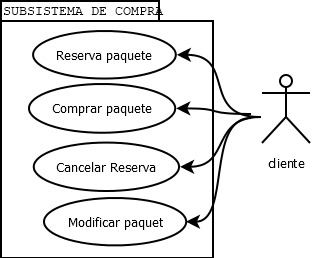 SUBSISTEMA DE COMPRA
Reserva paquete
Comprar paquete
Cancelar Reserva
Modificar paquet
cliente